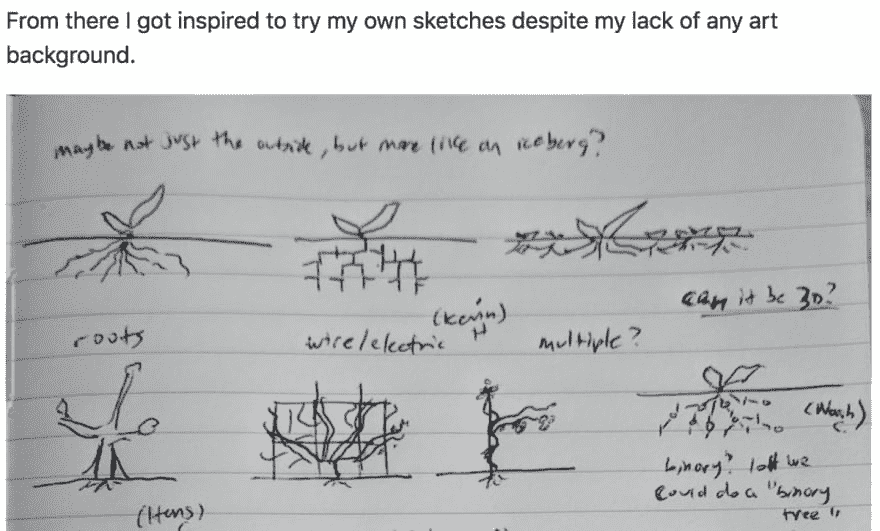 From there I got inspired to try my own sketches despite my lack of any art
background.
maybe not just the outside, but more like an iceberg?
can it be 3D?
(Kevin)
H
roots
wire/electric
multiple?
(Noah)
C
binary? lol we
could do a "binary
tree"
(Hens)